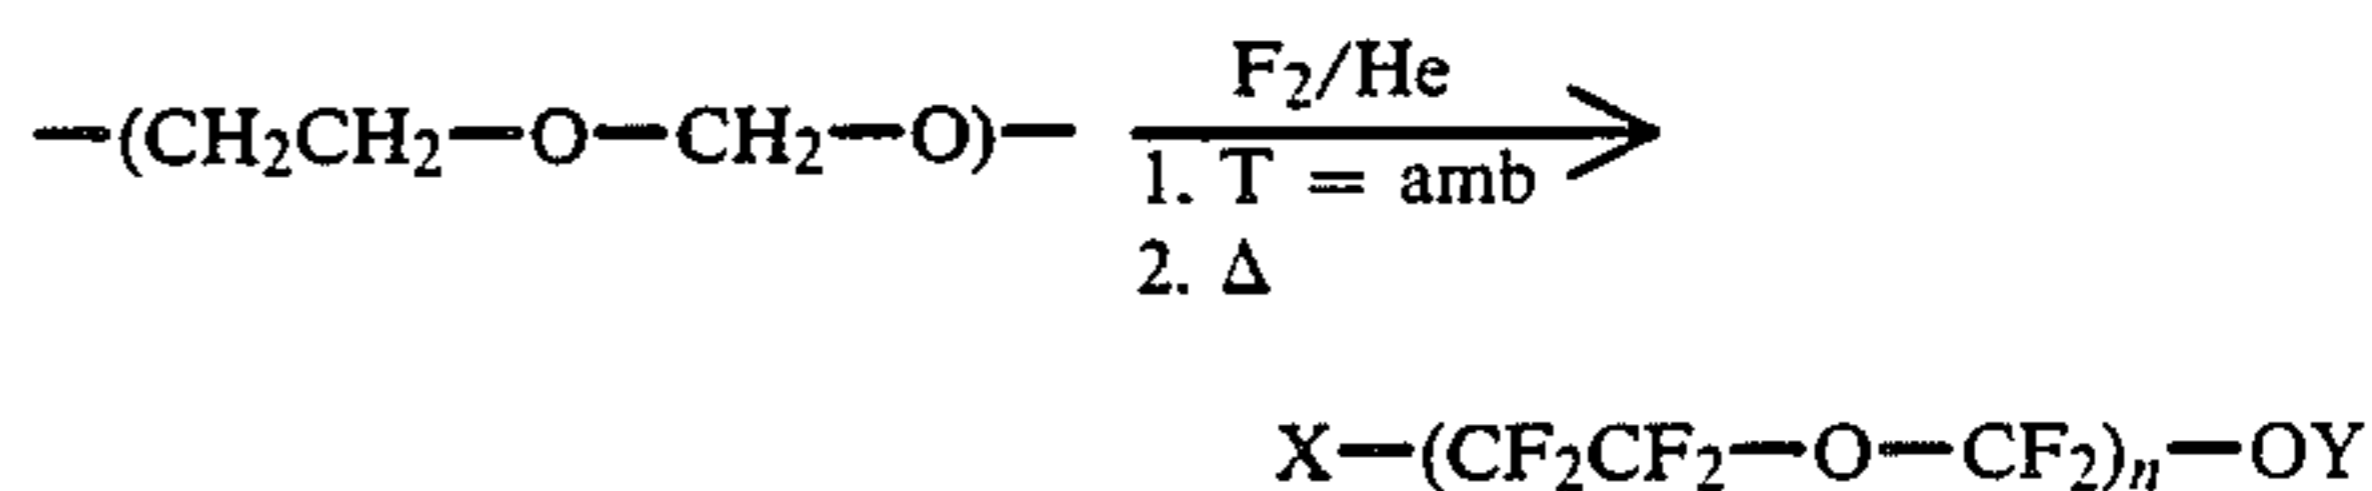 F₂/He
—(CH₂CH₂—O—CH₂—O)—
1. T = amb
2. Δ
X—(CF₂CF₂—O—CF₂)ₙ—OY